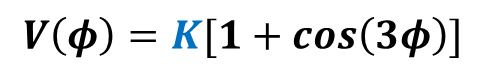 V(ϕ) = K[1 + cos(3ϕ)]